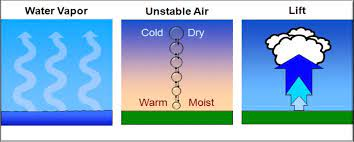 Water Vapor
Unstable Air
Lift
Cold Dry
Warm Moist